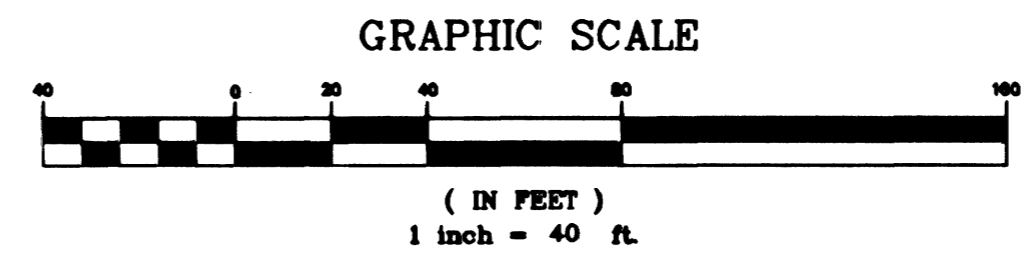 GRAPHIC SCALE
40 0 20 40 80 160
( IN FEET )
1 inch = 40 ft.